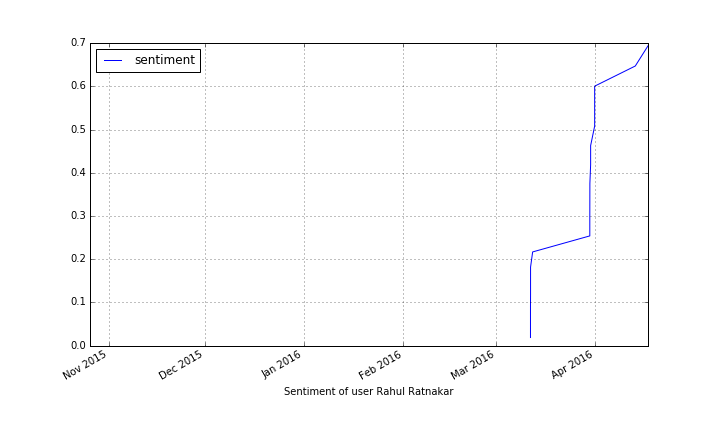 0.7
sentiment
0.6
0.5
0.4
0.3
0.2
0.1
0.0
Nov 2015
Dec 2015
Jan 2016
Feb 2016
Mar 2016
Apr 2016
Sentiment of user Rahul Ratnakar